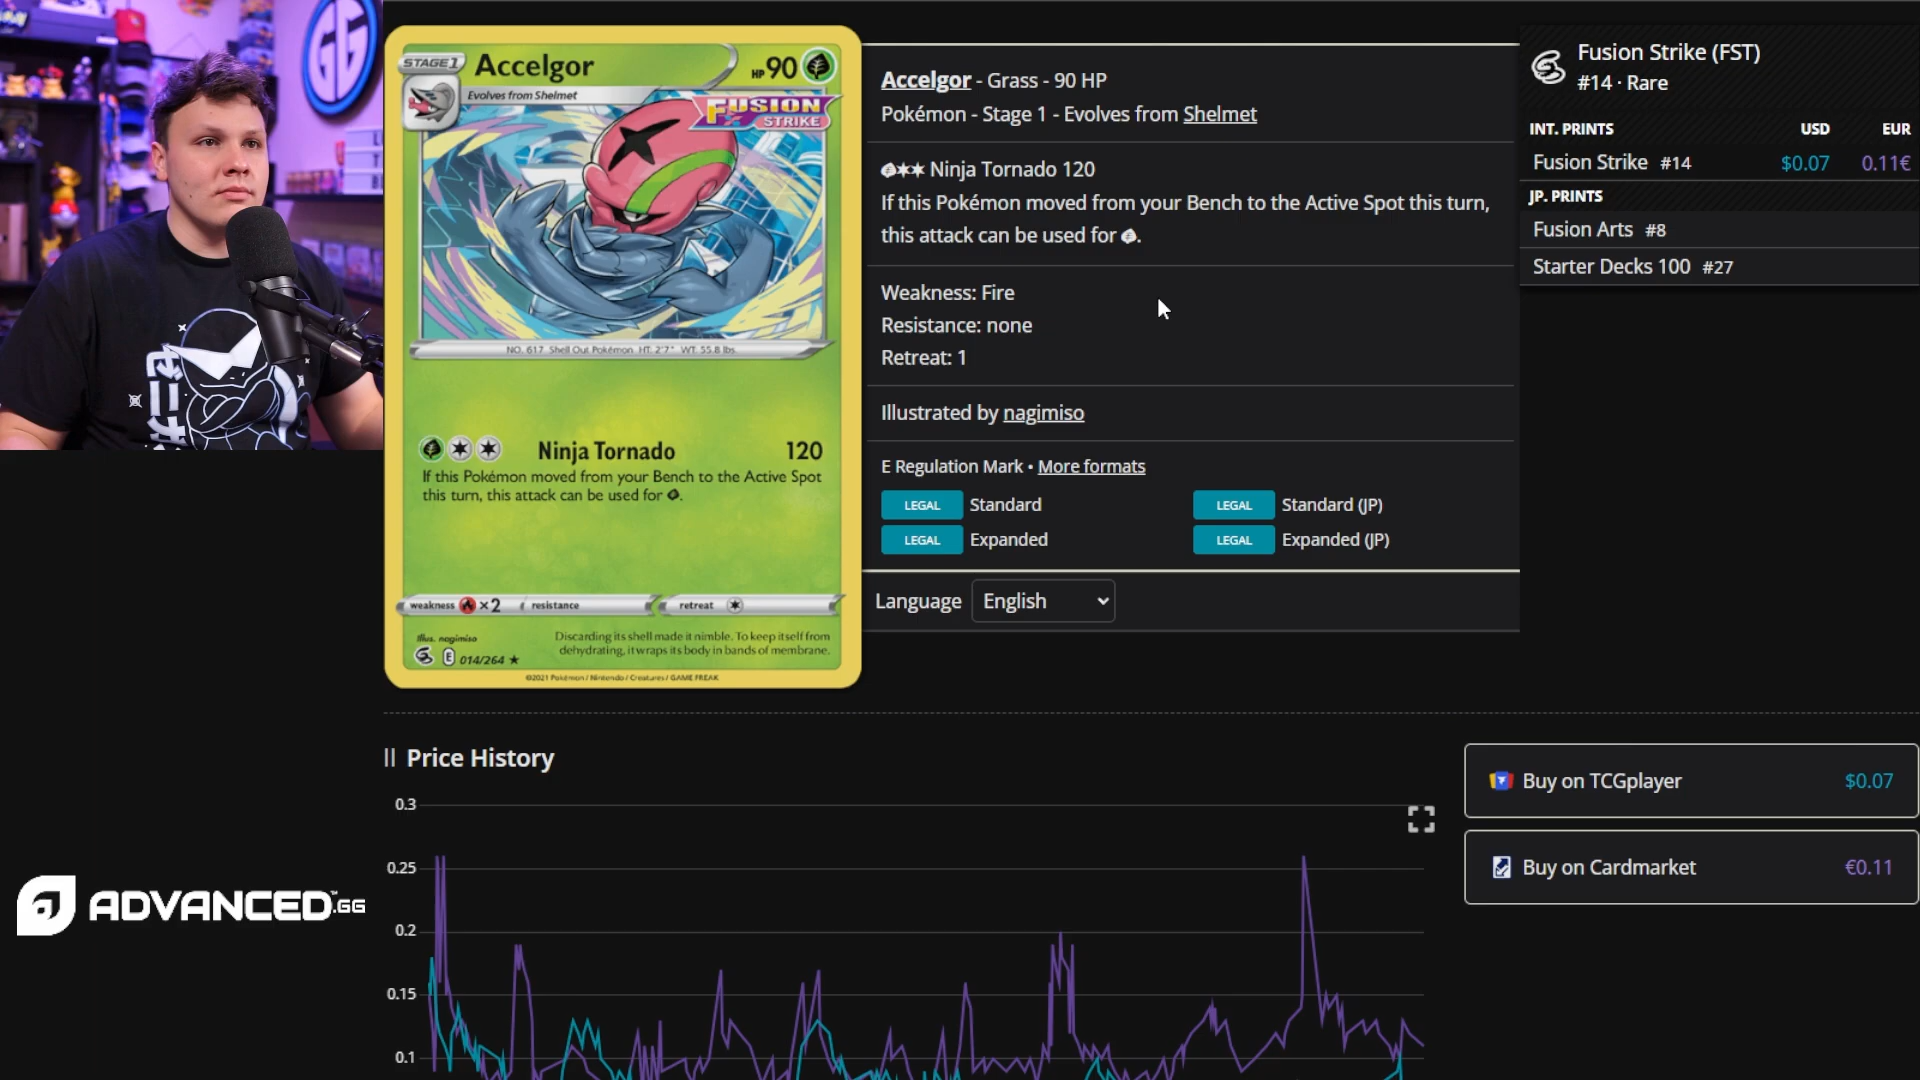 GG
ゼニガ
STAGE1
Accelgor
HP 90
Evolves from Shelmet
FUSION
STRIKE
NO. 617 Shell Out Pokémon HT: 2'7" WT: 55.8 lbs.
Ninja Tornado 120
If this Pokémon moved from your Bench to the Active Spot
this turn, this attack can be used for .
weakness ×2 resistance retreat
Illus. nagimiso
Discarding its shell made it nimble. To keep itself from
dehydrating, it wraps its body in bands of membrane.
E 014/264 ★
©2021 Pokémon / Nintendo / Creatures / GAME FREAK
Accelgor - Grass - 90 HP
Pokémon - Stage 1 - Evolves from Shelmet
Ninja Tornado 120
If this Pokémon moved from your Bench to the Active Spot this turn,
this attack can be used for .
Weakness: Fire
Resistance: none
Retreat: 1
Illustrated by nagimiso
E Regulation Mark • More formats
LEGAL Standard LEGAL Standard (JP)
LEGAL Expanded LEGAL Expanded (JP)
Language English
Fusion Strike (FST)
#14 · Rare
INT. PRINTS USD EUR
Fusion Strike #14 $0.07 0.11€
JP. PRINTS
Fusion Arts #8
Starter Decks 100 #27
Price History
0.3
0.25
0.2
0.15
0.1
Buy on TCGplayer $0.07
Buy on Cardmarket €0.11
ADVANCED™.GG